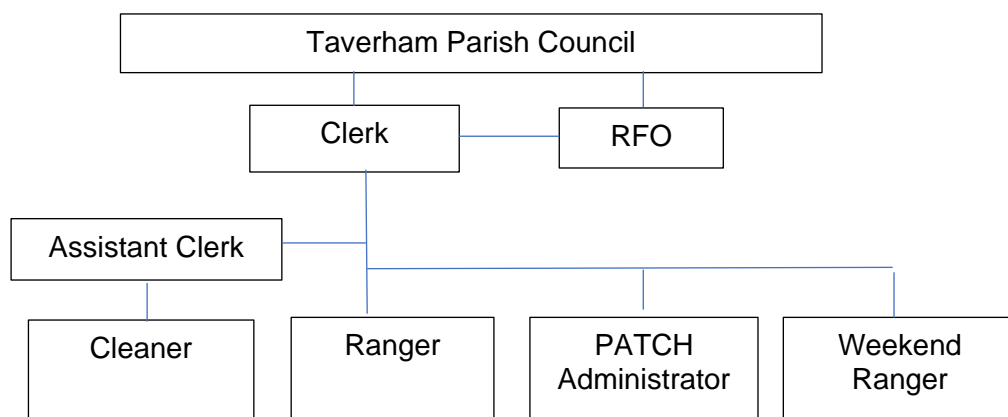 Taverham Parish Council
Clerk
RFO
Assistant Clerk
Cleaner
Ranger
PATCH
Administrator
Weekend
Ranger